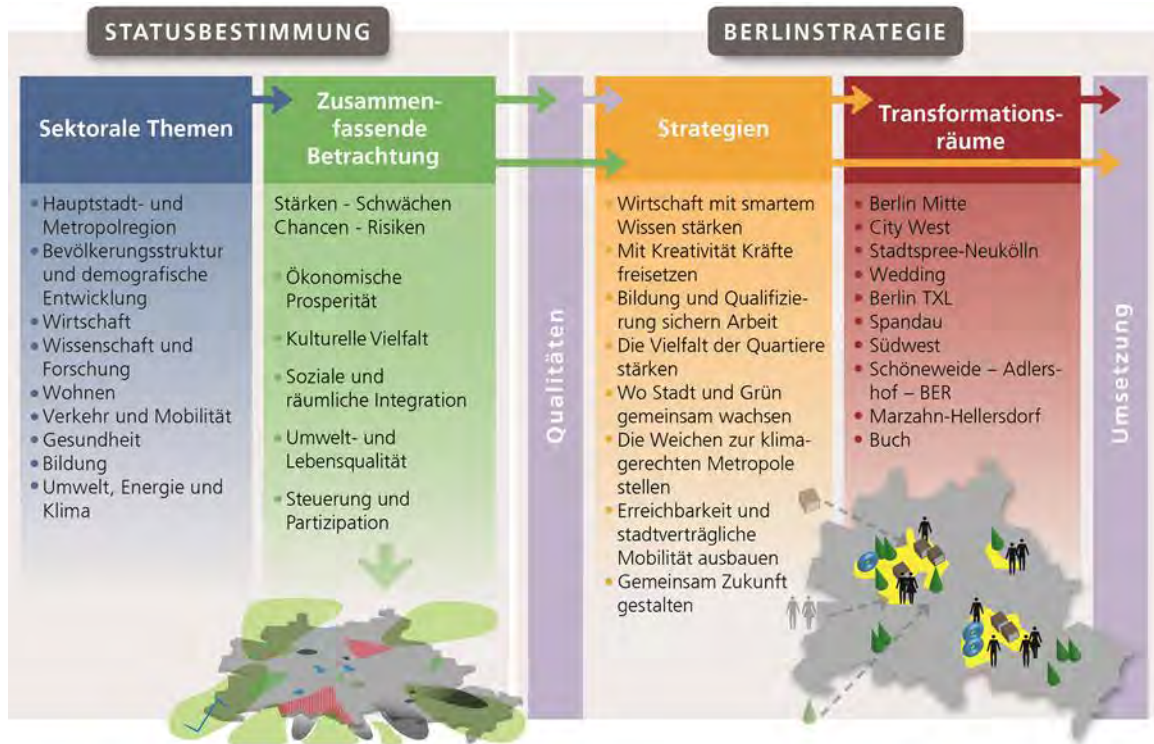 STATUSBESTIMMUNG
BERLINSTRATEGIE
Sektorale Themen
• Hauptstadt- und
Metropolregion
• Bevölkerungsstruktur
und demografische
Entwicklung
• Wirtschaft
• Wissenschaft und
Forschung
• Wohnen
• Verkehr und Mobilität
• Gesundheit
• Bildung
• Umwelt, Energie und
Klima
Zusammen-
fassende
Betrachtung
Stärken - Schwächen
Chancen - Risiken
• Ökonomische
Prosperität
• Kulturelle Vielfalt
• Soziale und
räumliche Integration
• Umwelt- und
Lebensqualität
• Steuerung und
Partizipation
Qualitäten
Strategien
• Wirtschaft mit smartem
Wissen stärken
• Mit Kreativität Kräfte
freisetzen
• Bildung und Qualifizie-
rung sichern Arbeit
• Die Vielfalt der Quartiere
stärken
• Wo Stadt und Grün
gemeinsam wachsen
• Die Weichen zur klima-
gerechten Metropole
stellen
• Erreichbarkeit und
stadtverträgliche
Mobilität ausbauen
• Gemeinsam Zukunft
gestalten
Transformations-
räume
• Berlin Mitte
• City West
• Stadtspree-Neukölln
• Wedding
• Berlin TXL
• Spandau
• Südwest
• Schöneweide – Adlers-
hof – BER
• Marzahn-Hellersdorf
• Buch
Umsetzung